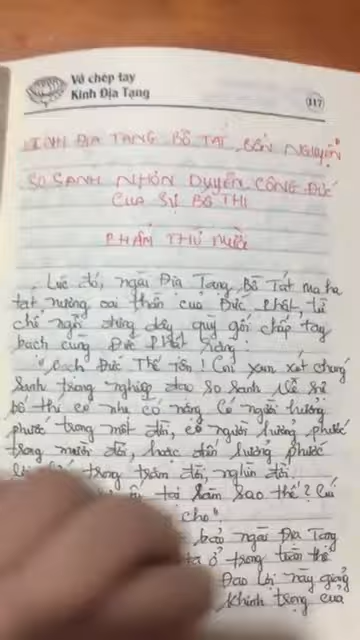 Vở chép tay
Kinh Địa Tạng
117
KINH ĐỊA TẠNG BỒ TÁT BỔN NGUYỆN
SO SÁNH NHƠN DUYÊN CÔNG ĐỨC
CỦA SỰ BỐ THÍ
PHẨM THỨ MƯỜI
Lúc đó, ngài Địa Tạng Bồ Tát ma ha
tát nương oai thần của Đức Phật, từ
chỗ ngồi đứng dậy quỳ gối chắp tay
bạch cùng Đức Phật rằng:
"Bạch Đức Thế Tôn! Con xem xét chúng
sanh trong nghiệp đạo so sánh về sự
bố thí có nhẹ có nặng Có người hưởng
phước trong một đời, có người hưởng phước
trong mười đời, hoặc đến hưởng phước
trong trăm đời, nghìn đời.
tại làm sao thế? Cúi
cho".
bảo ngài Địa Tạng
ta ở trong
Đao Lợi này giảng
khinh trọng của